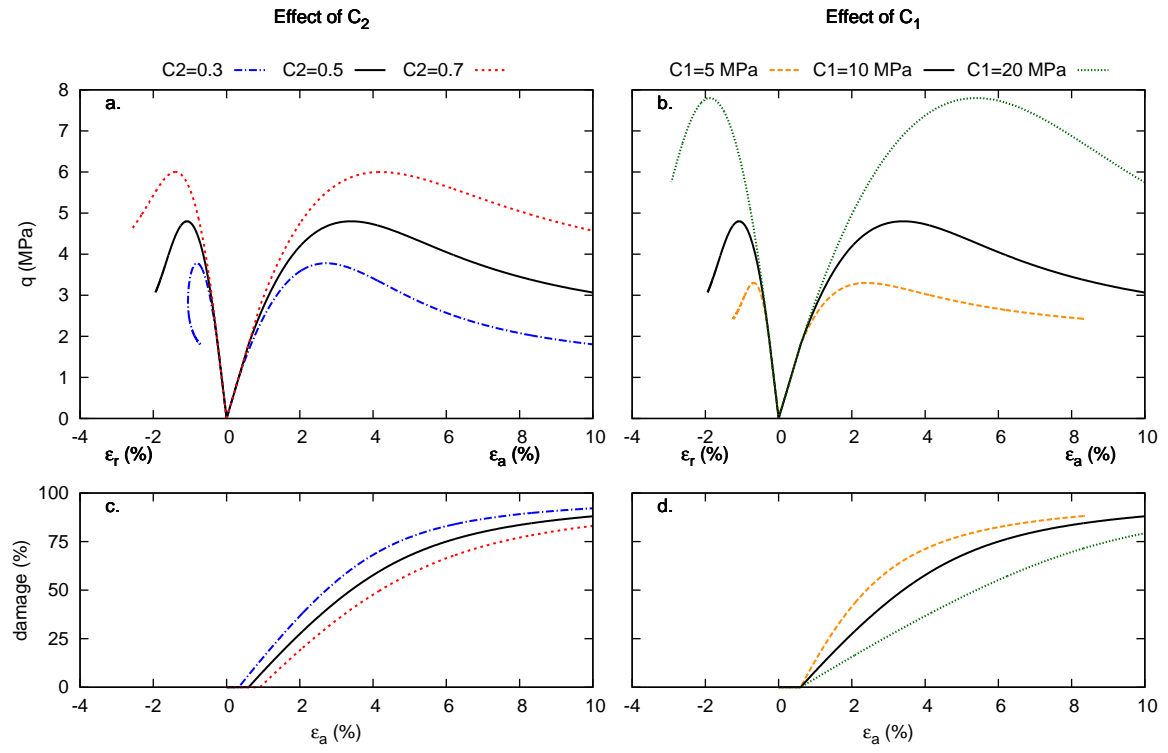 Effect of C2
Effect of C1
C2=0.3 C2=0.5 C2=0.7
C1=5 MPa C1=10 MPa C1=20 MPa
a.
b.
q (MPa)
8
7
6
5
4
3
2
1
0
-4 -2 0 2 4 6 8 10
-4 -2 0 2 4 6 8 10
εr (%) εa (%)
εr (%) εa (%)
c.
d.
damage (%)
100
75
50
25
0
-4 -2 0 2 4 6 8 10
-4 -2 0 2 4 6 8 10
εa (%)
εa (%)